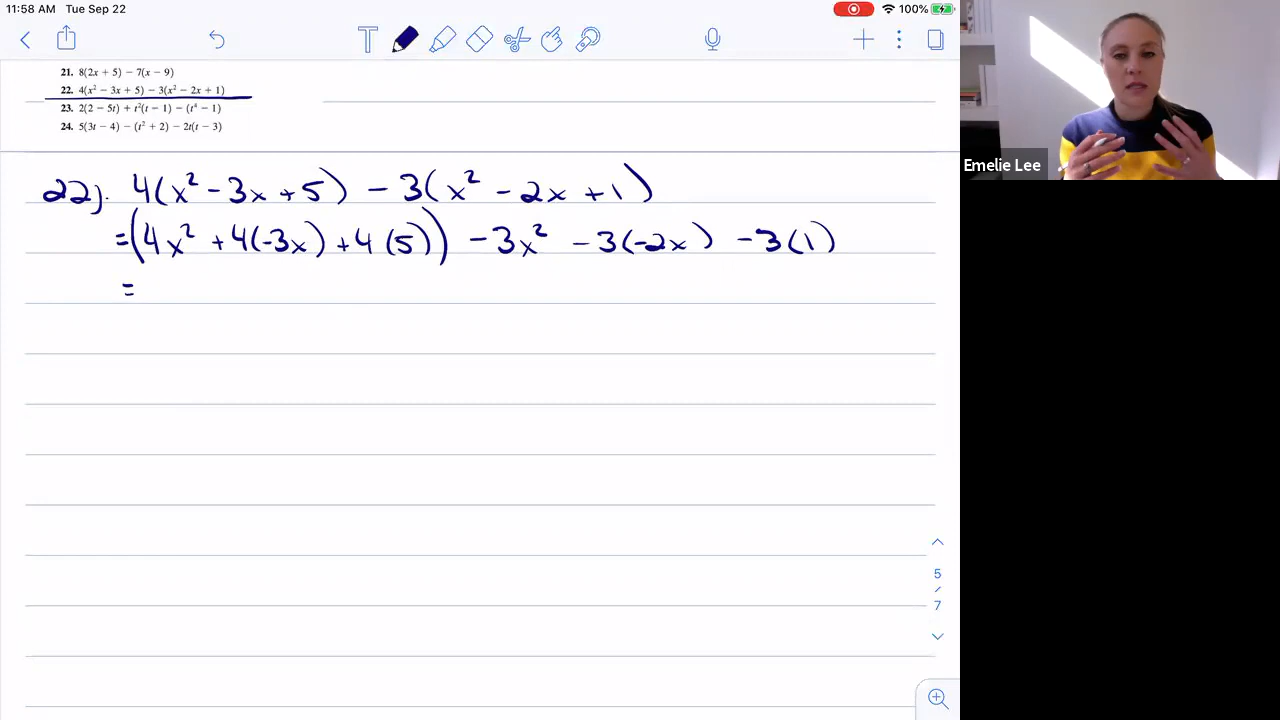 11:58 AM Tue Sep 22
100%
T
21. 8(2x + 5) − 7(x − 9)
22. 4(x² − 3x + 5) − 3(x² − 2x + 1)
23. 2(2 − 5t) + t²(t − 1) − (t⁴ − 1)
24. 5(3t − 4) − (t² + 2) − 2t(t − 3)
Emelie Lee
22). 4(x² − 3x + 5) − 3(x² − 2x + 1)
= (4x² + 4(−3x) + 4(5)) − 3x² − 3(−2x) − 3(1)
=
5
/
7